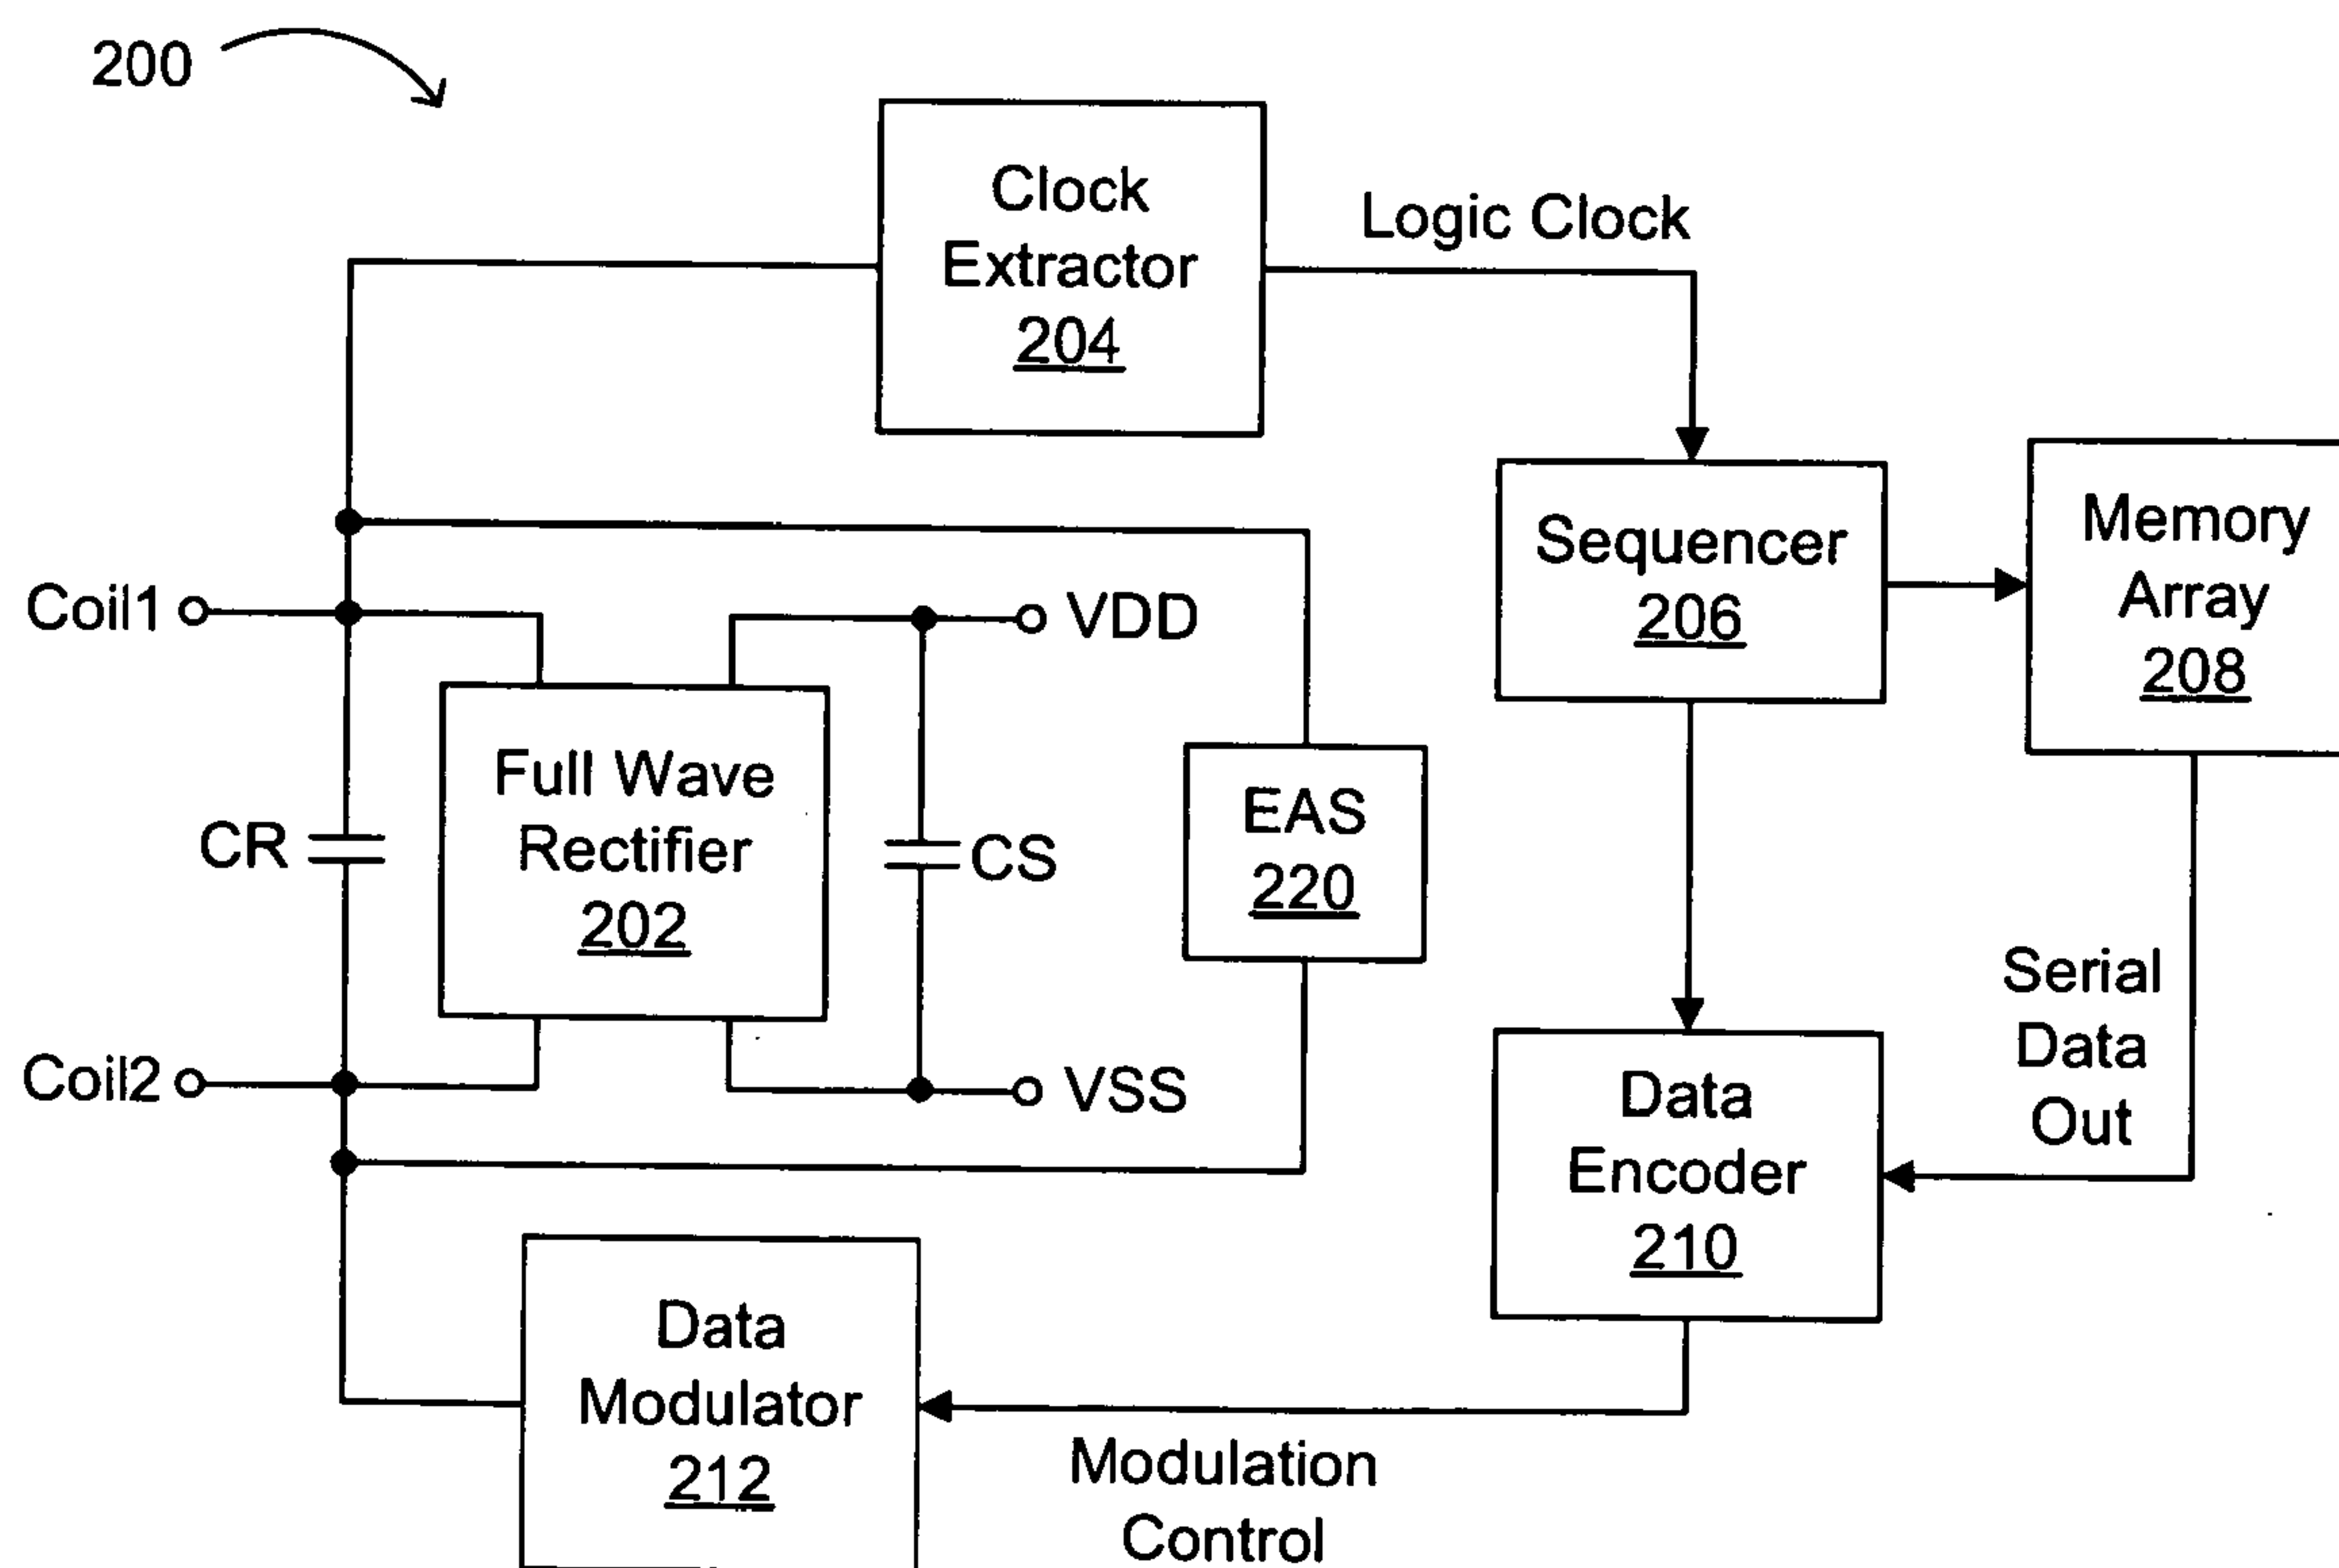 200
Clock
Extractor
204
Logic Clock
Sequencer
206
Memory
Array
208
Coil1
VDD
Full Wave
Rectifier
202
CR
CS
EAS
220
Serial
Data
Out
Coil2
VSS
Data
Encoder
210
Data
Modulator
212
Modulation
Control